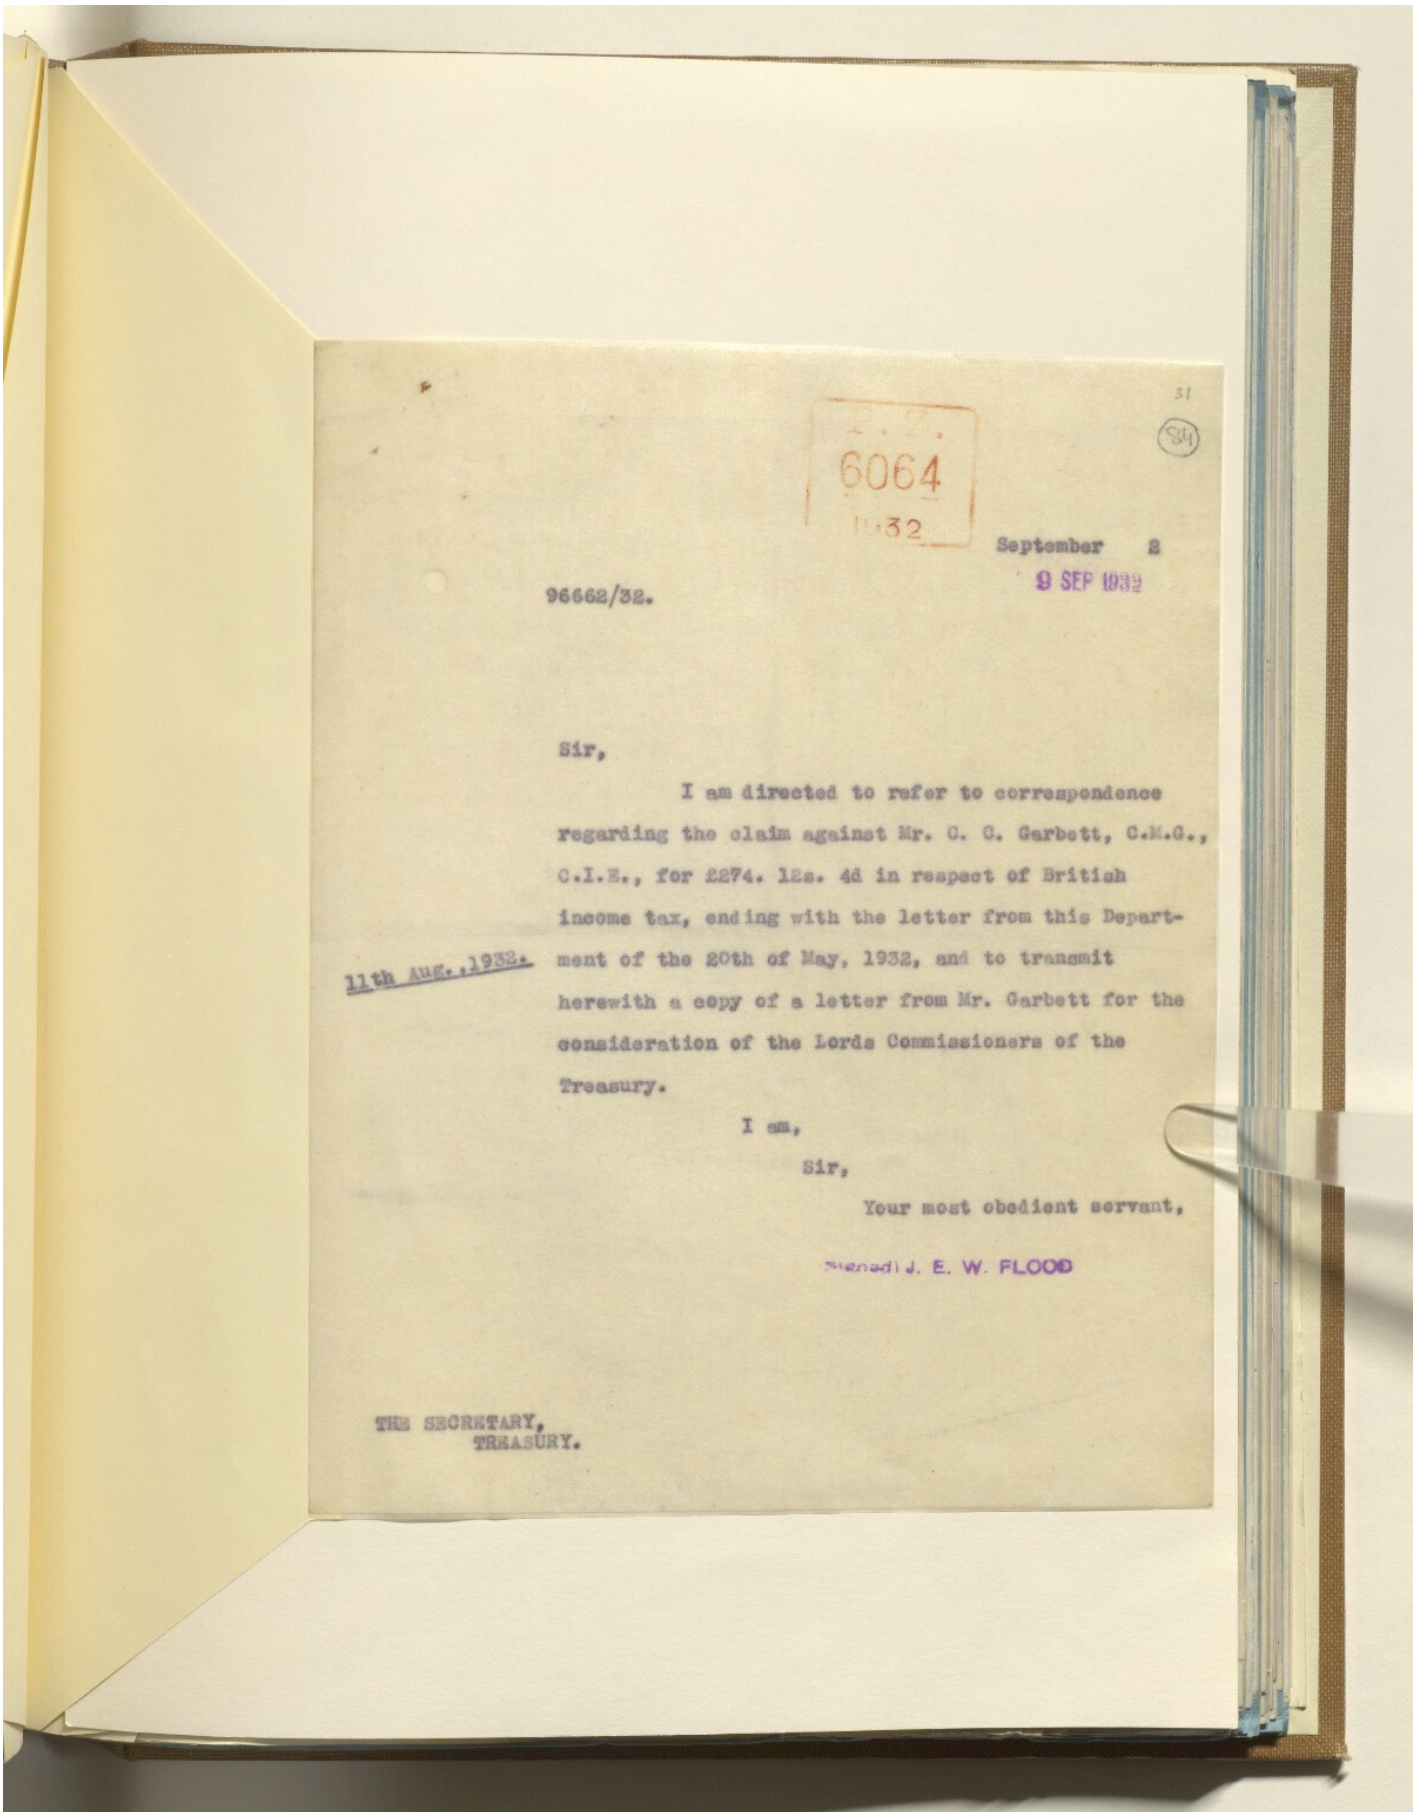 31
84
P. Z.
6064
1932
September 2
9 SEP 1932
96662/32.
Sir,
I am directed to refer to correspondence
regarding the claim against Mr. C. C. Garbett, C.M.G.,
C.I.E., for £274. 12s. 4d in respect of British
income tax, ending with the letter from this Depart-
11th Aug.,1932. ment of the 20th of May, 1932, and to transmit
herewith a copy of a letter from Mr. Garbett for the
consideration of the Lords Commissioners of the
Treasury.
I am,
Sir,
Your most obedient servant,
Signed) J. E. W. FLOOD
THE SECRETARY,
TREASURY.